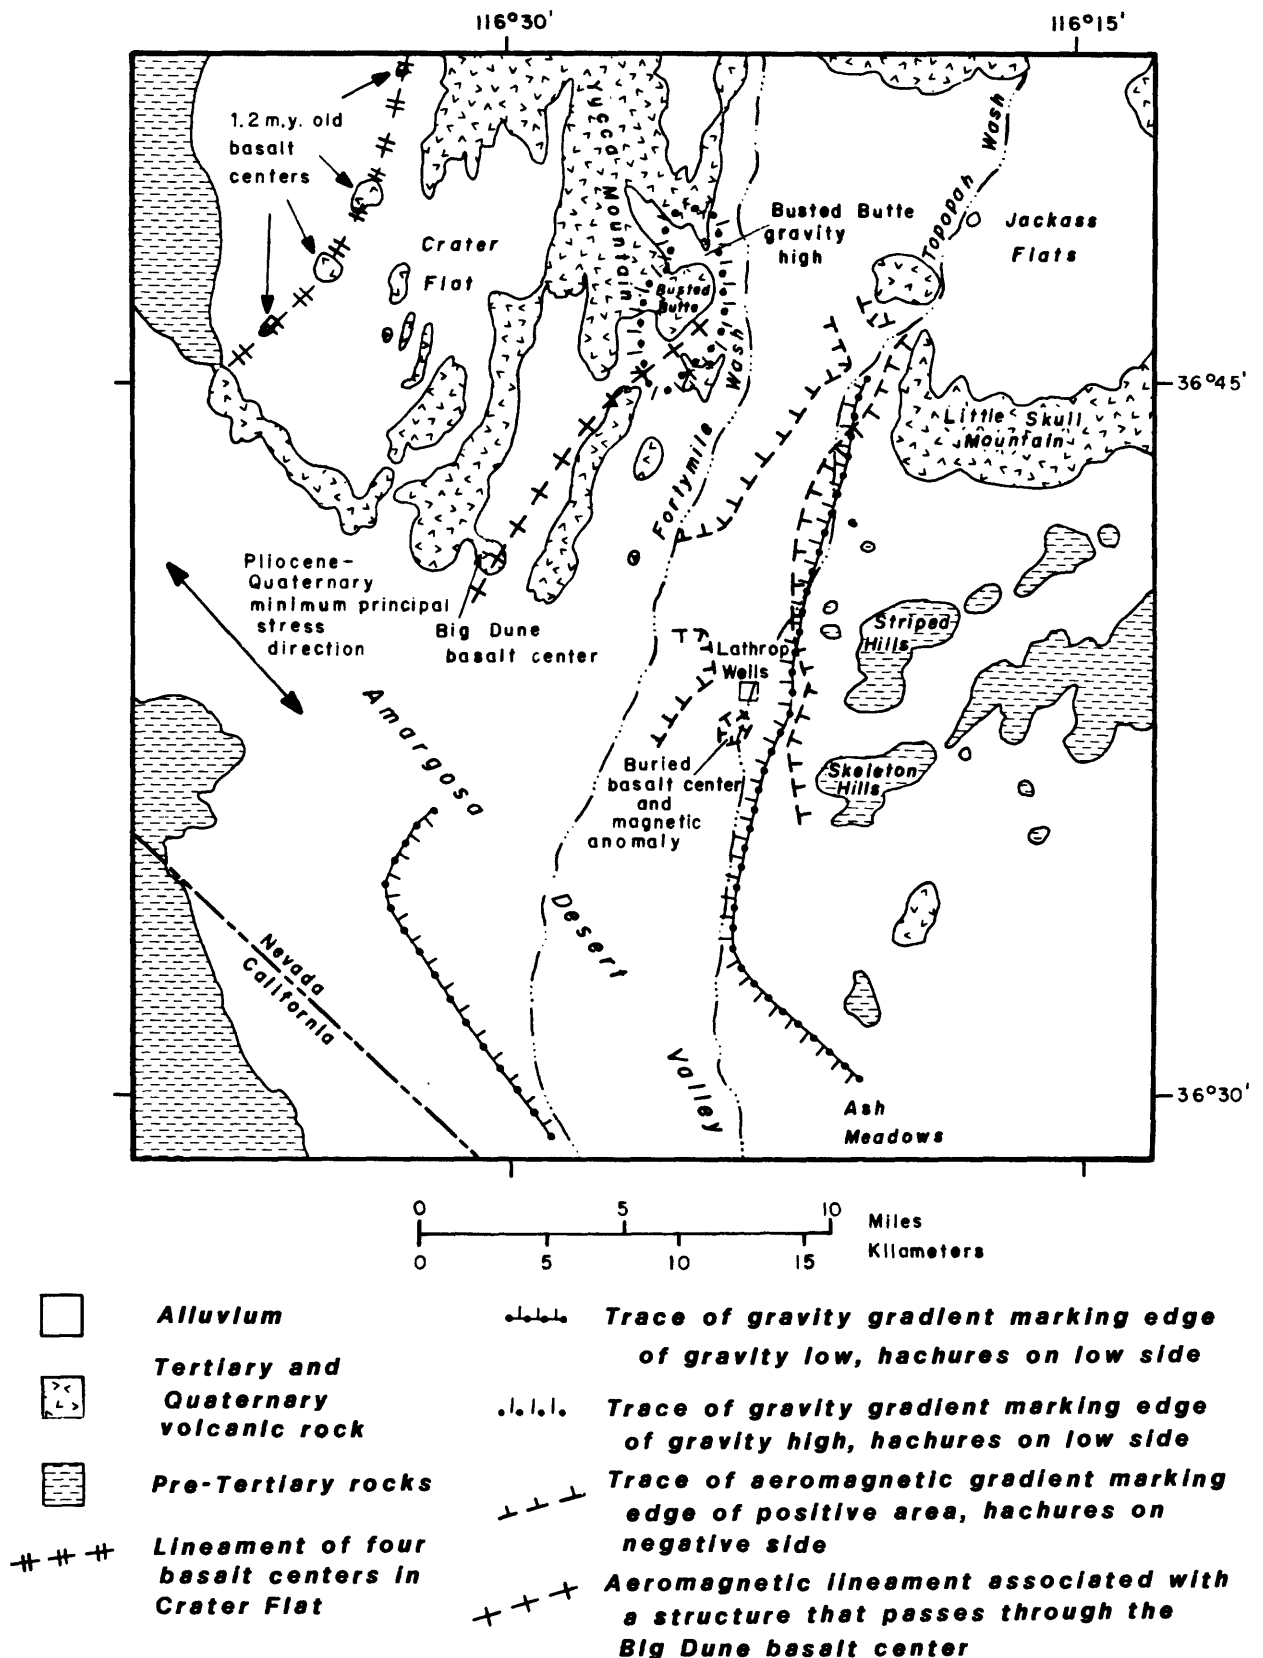 116°30'
116°15'
1.2 m.y. old
basalt
centers
Yucca Mountain
Wash
Topopah
Crater
Flat
Busted Butte
gravity
high
Jackass
Flats
Busted
Butte
Wash
36°45'
Little Skull
Mountain
Fortymile
Pliocene-
Quaternary
minimum principal
stress
direction
Big Dune
basalt center
Lathrop
Wells
Striped
Hills
Amargosa
Buried
basalt center
and
magnetic
anomaly
Skeleton
Hills
Desert
Nevada
California
Valley
Ash
Meadows
36°30'
0 5 10
Miles
Kilometers
0 5 10 15
Alluvium
Tertiary and
Quaternary
volcanic rock
Pre-Tertiary rocks
Lineament of four
basalt centers in
Crater Flat
Trace of gravity gradient marking edge
of gravity low, hachures on low side
Trace of gravity gradient marking edge
of gravity high, hachures on low side
Trace of aeromagnetic gradient marking
edge of positive area, hachures on
negative side
Aeromagnetic lineament associated with
a structure that passes through the
Big Dune basalt center